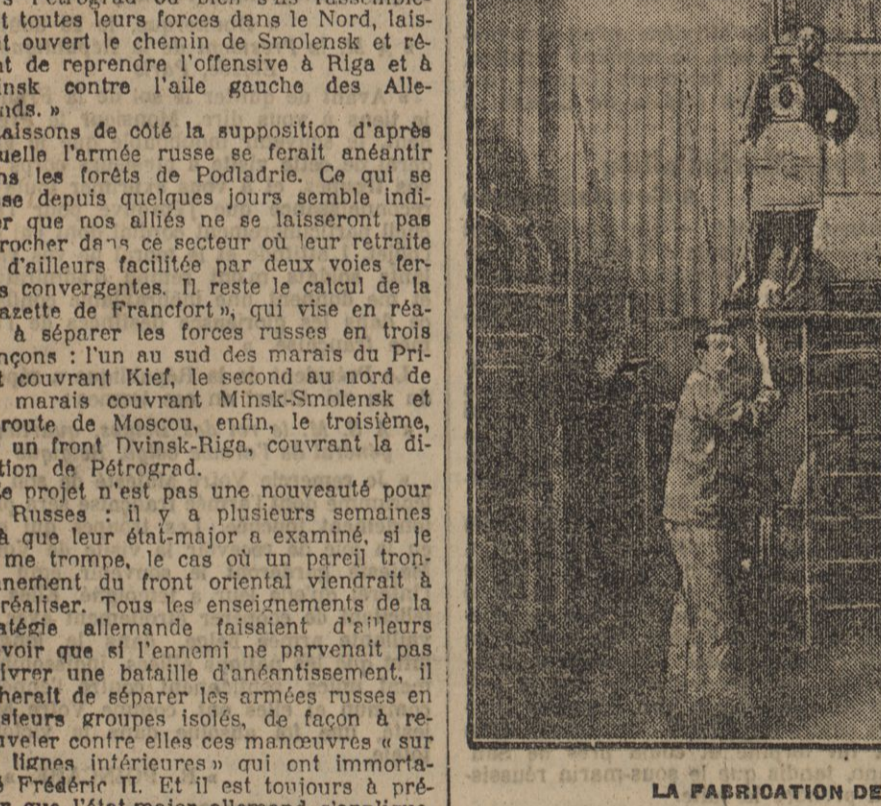 t toutes leurs forces dans le Nord, lais-
t ouvert le chemin de Smolensk et ré-
nt de reprendre l'offensive à Riga et à
insk contre l'aile gauche des Alle-
nds. »
aissons de côté la supposition d'après
uelle l'armée russe se ferait anéantir
ns les forêts de Podladrie. Ce qui se
se depuis quelques jours semble indi-
r que nos alliés ne se laisseront pas
rocher dans ce secteur où leur retraite
d'ailleurs facilitée par deux voies fer-
s convergentes. Il reste le calcul de la
azette de Francfort », qui vise en réa-
à séparer les forces russes en trois
nçons : l'un au sud des marais du Pri-
t couvrant Kief, le second au nord de
marais couvrant Minsk-Smolensk et
route de Moscou, enfin, le troisième,
un front Dvinsk-Riga, couvrant la di-
tion de Pétrograd.
e projet n'est pas une nouveauté pour
Russes : il y a plusieurs semaines
à que leur état-major a examiné, si je
me trompe, le cas où un pareil tron-
nnement du front oriental viendrait à
réaliser. Tous les enseignements de la
atégie allemande faisaient d'ailleurs
voir que si l'ennemi ne parvenait pas
ivrer une bataille d'anéantissement, il
herait de séparer les armées russes en
sieurs groupes isolés, de façon à re-
uveler contre elles ces manœuvres « sur
lignes intérieures » qui ont immorta-
é Frédéric II. Et il est toujours à pré-
que l'état-major allemand
LA FABRICATION DE